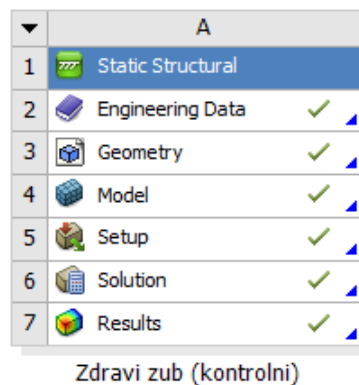 A
1 Static Structural
2 Engineering Data
3 Geometry
4 Model
5 Setup
6 Solution
7 Results
Zdravi zub (kontrolni)